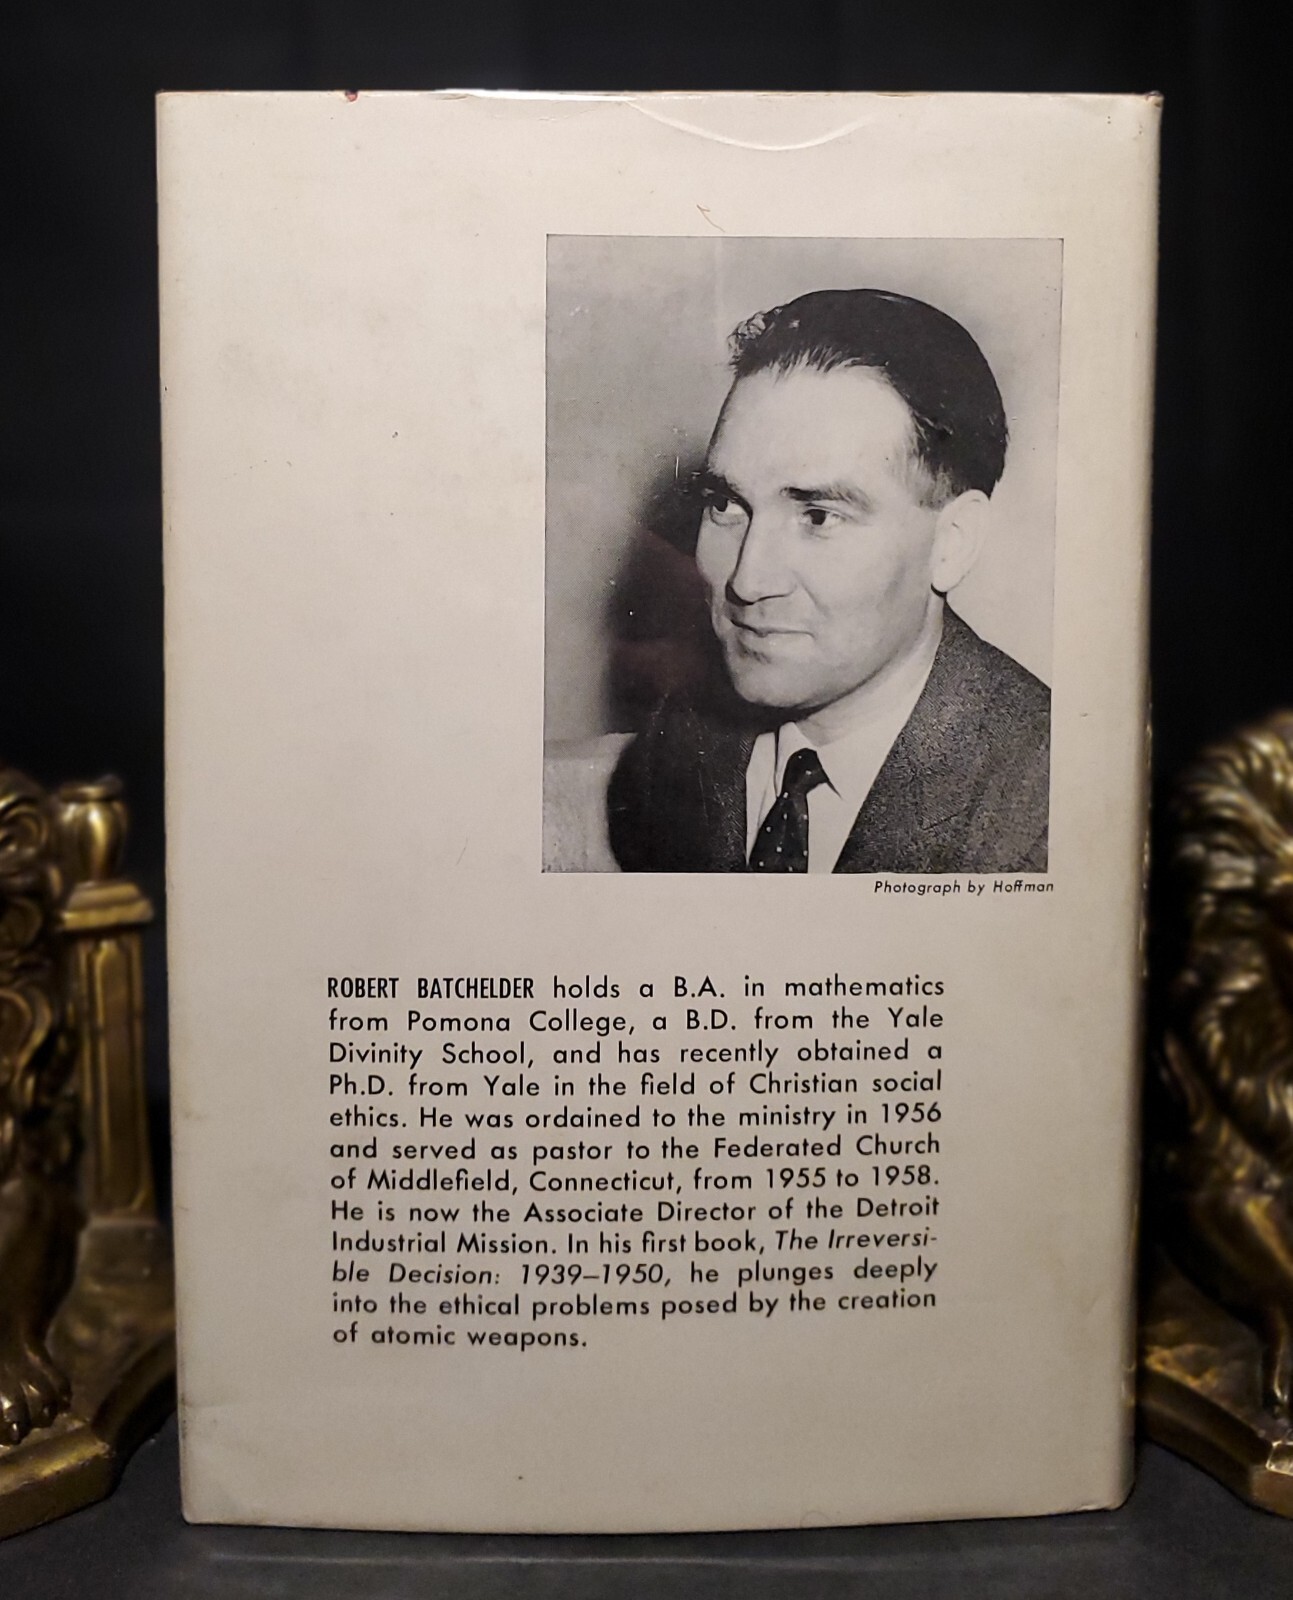 Photograph by Hoffman
ROBERT BATCHELDER holds a B.A. in mathematics
from Pomona College, a B.D. from the Yale
Divinity School, and has recently obtained a
Ph.D. from Yale in the field of Christian social
ethics. He was ordained to the ministry in 1956
and served as pastor to the Federated Church
of Middlefield, Connecticut, from 1955 to 1958.
He is now the Associate Director of the Detroit
Industrial Mission. In his first book, The Irreversi-
ble Decision: 1939–1950, he plunges deeply
into the ethical problems posed by the creation
of atomic weapons.